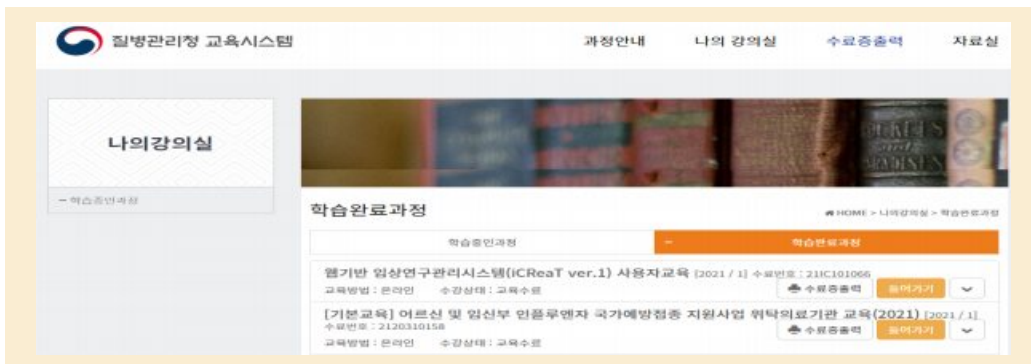 질병관리청 교육시스템
과정안내 나의 강의실 수료증출력 자료실
나의강의실
학습중인과정
학습완료과정
HOME > 나의강의실 > 학습완료과정
학습중인과정 학습완료과정
웹기반 임상연구관리시스템(iCReaT ver.1) 사용자교육 [2021 / 1] 수료번호 : 21IC101066
교육방법 : 온라인 수강상태 : 교육수료 수료증출력 들어가기
[기본교육] 어르신 및 임신부 인플루엔자 국가예방접종 지원사업 위탁의료기관 교육(2021) [2021 / 1]
수료번호 : 2120310158
교육방법 : 온라인 수강상태 : 교육수료 수료증출력 들어가기